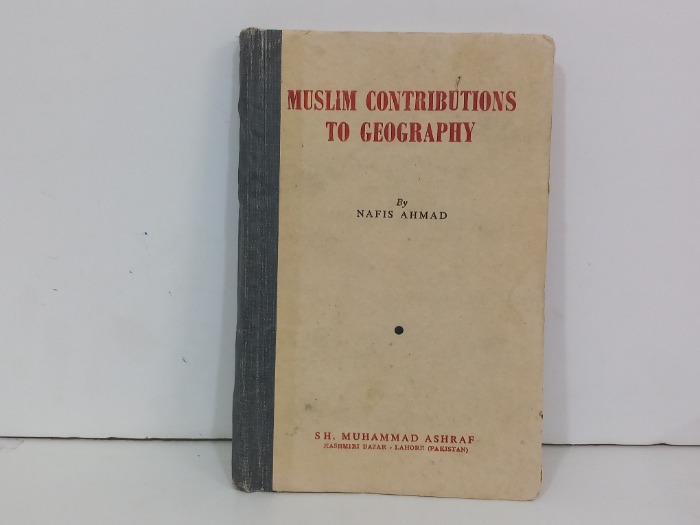 MUSLIM CONTRIBUTIONS
TO GEOGRAPHY
By
NAFIS AHMAD
SH. MUHAMMAD ASHRAF
KASHMIRI BAZAR - LAHORE (PAKISTAN)